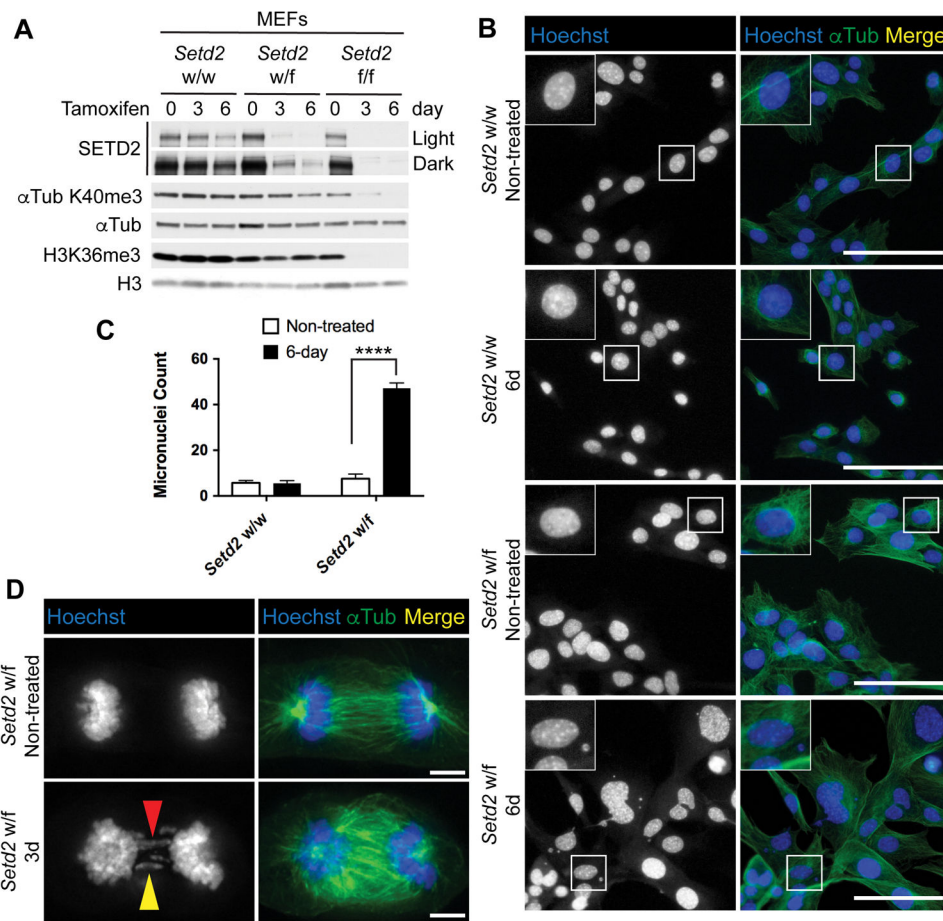 A
MEFs
Setd2 w/w
Setd2 w/f
Setd2 f/f
Tamoxifen 0 3 6 0 3 6 0 3 6 day
SETD2
Light
Dark
αTub K40me3
αTub
H3K36me3
H3
B
Hoechst
Hoechst αTub Merge
Setd2 w/w
Non-treated
Setd2 w/w
6d
Setd2 w/f
Non-treated
Setd2 w/f
6d
C
Non-treated
6-day
****
Micronuclei Count
60
40
20
0
Setd2 w/w
Setd2 w/f
D
Hoechst
Hoechst αTub Merge
Setd2 w/f
Non-treated
Setd2 w/f
3d